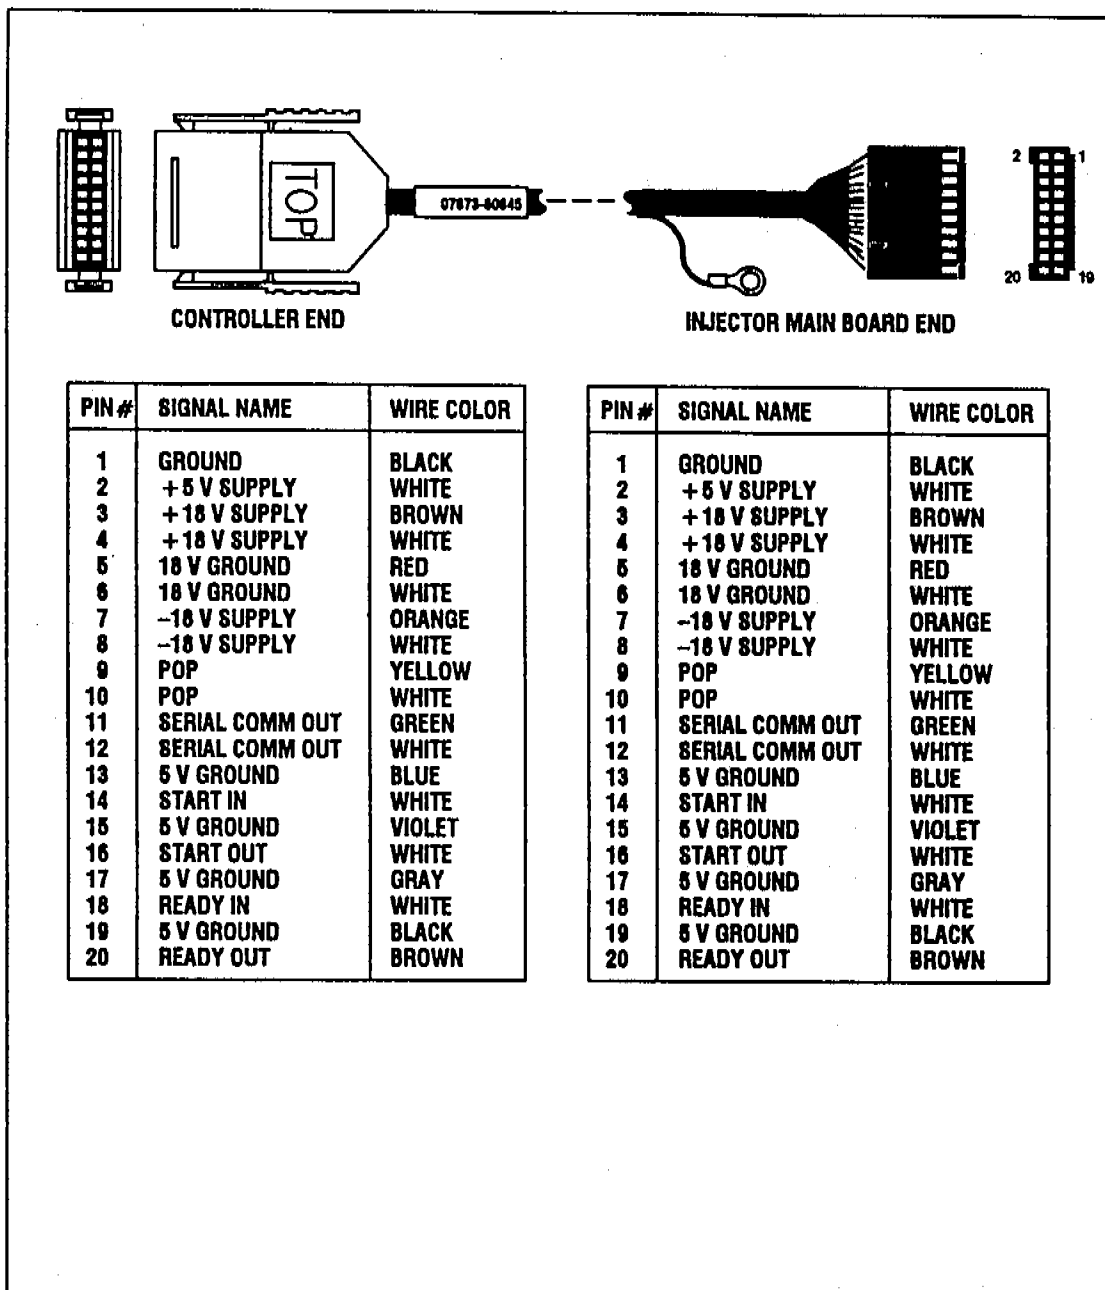 TOP
07673-60645
2 1
20 19
CONTROLLER END
INJECTOR MAIN BOARD END
PIN # SIGNAL NAME WIRE COLOR
1 GROUND BLACK
2 +5 V SUPPLY WHITE
3 +18 V SUPPLY BROWN
4 +18 V SUPPLY WHITE
5 18 V GROUND RED
6 18 V GROUND WHITE
7 –18 V SUPPLY ORANGE
8 –18 V SUPPLY WHITE
9 POP YELLOW
10 POP WHITE
11 SERIAL COMM OUT GREEN
12 SERIAL COMM OUT WHITE
13 5 V GROUND BLUE
14 START IN WHITE
15 5 V GROUND VIOLET
16 START OUT WHITE
17 5 V GROUND GRAY
18 READY IN WHITE
19 5 V GROUND BLACK
20 READY OUT BROWN
PIN # SIGNAL NAME WIRE COLOR
1 GROUND BLACK
2 +5 V SUPPLY WHITE
3 +18 V SUPPLY BROWN
4 +18 V SUPPLY WHITE
5 18 V GROUND RED
6 18 V GROUND WHITE
7 –18 V SUPPLY ORANGE
8 –18 V SUPPLY WHITE
9 POP YELLOW
10 POP WHITE
11 SERIAL COMM OUT GREEN
12 SERIAL COMM OUT WHITE
13 5 V GROUND BLUE
14 START IN WHITE
15 5 V GROUND VIOLET
16 START OUT WHITE
17 5 V GROUND GRAY
18 READY IN WHITE
19 5 V GROUND BLACK
20 READY OUT BROWN